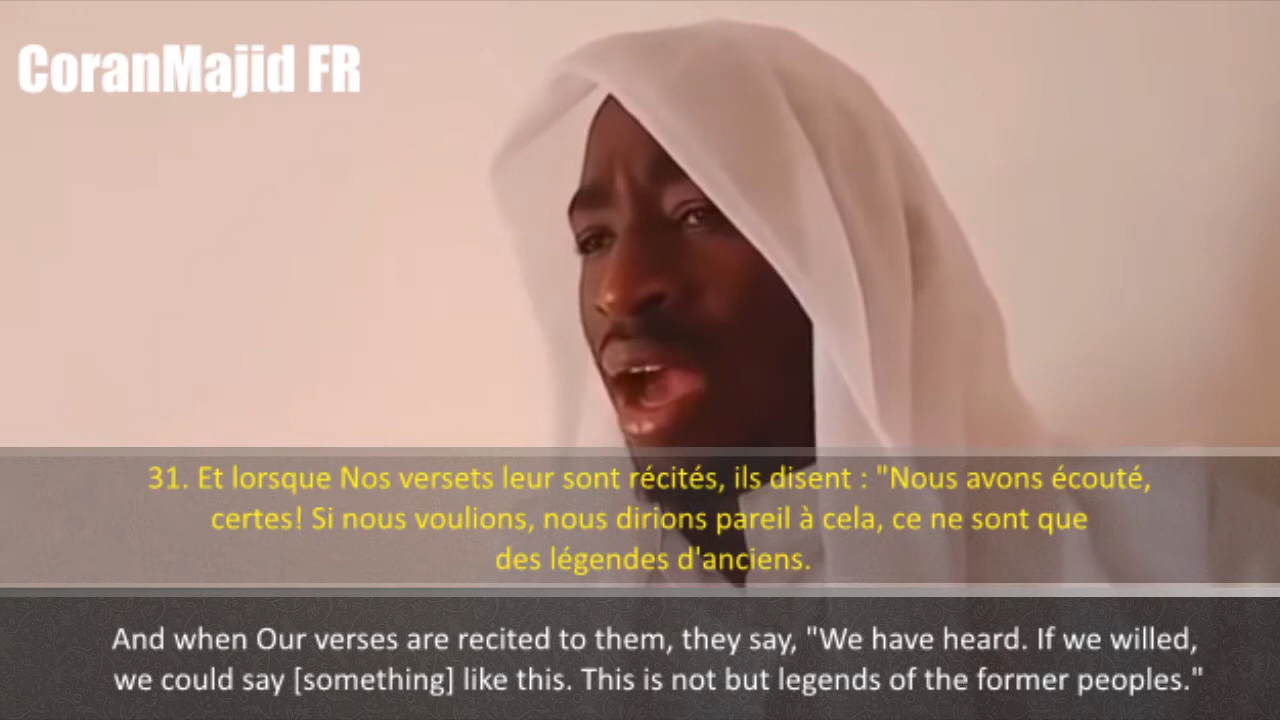 CoranMajid FR
31. Et lorsque Nos versets leur sont récités, ils disent : "Nous avons écouté,
certes! Si nous voulions, nous dirions pareil à cela, ce ne sont que
des légendes d'anciens.
And when Our verses are recited to them, they say, "We have heard. If we willed,
we could say [something] like this. This is not but legends of the former peoples."